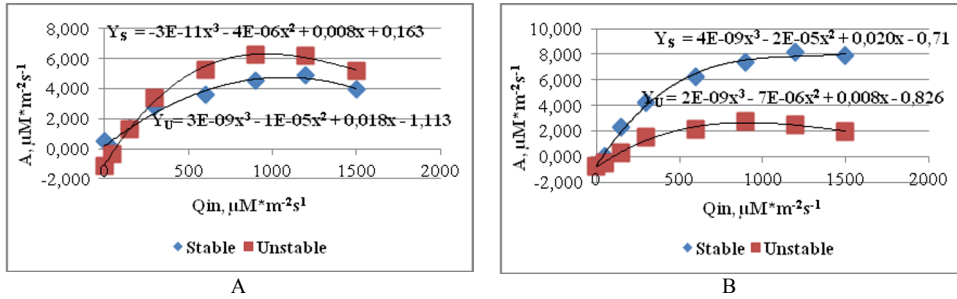 8,000
6,000
4,000
2,000
0,000
-2,000
A, µM*m-2s-1
Yₛ = -3E-11x³ - 4E-06x² + 0,008x + 0,163
Yᵤ = 3E-09x³ - 1E-05x² + 0,018x - 1,113
0 500 1000 1500 2000
Qin, µM*m⁻²s⁻¹
Stable Unstable
A
10,000
8,000
6,000
4,000
2,000
0,000
-2,000
A, µM*m-2s-1
Yₛ = 4E-09x³ - 2E-05x² + 0,020x - 0,71
Yᵤ = 2E-09x³ - 7E-06x² + 0,008x - 0,826
0 500 1000 1500 2000
Qin, µM*m⁻²s⁻¹
Stable Unstable
B